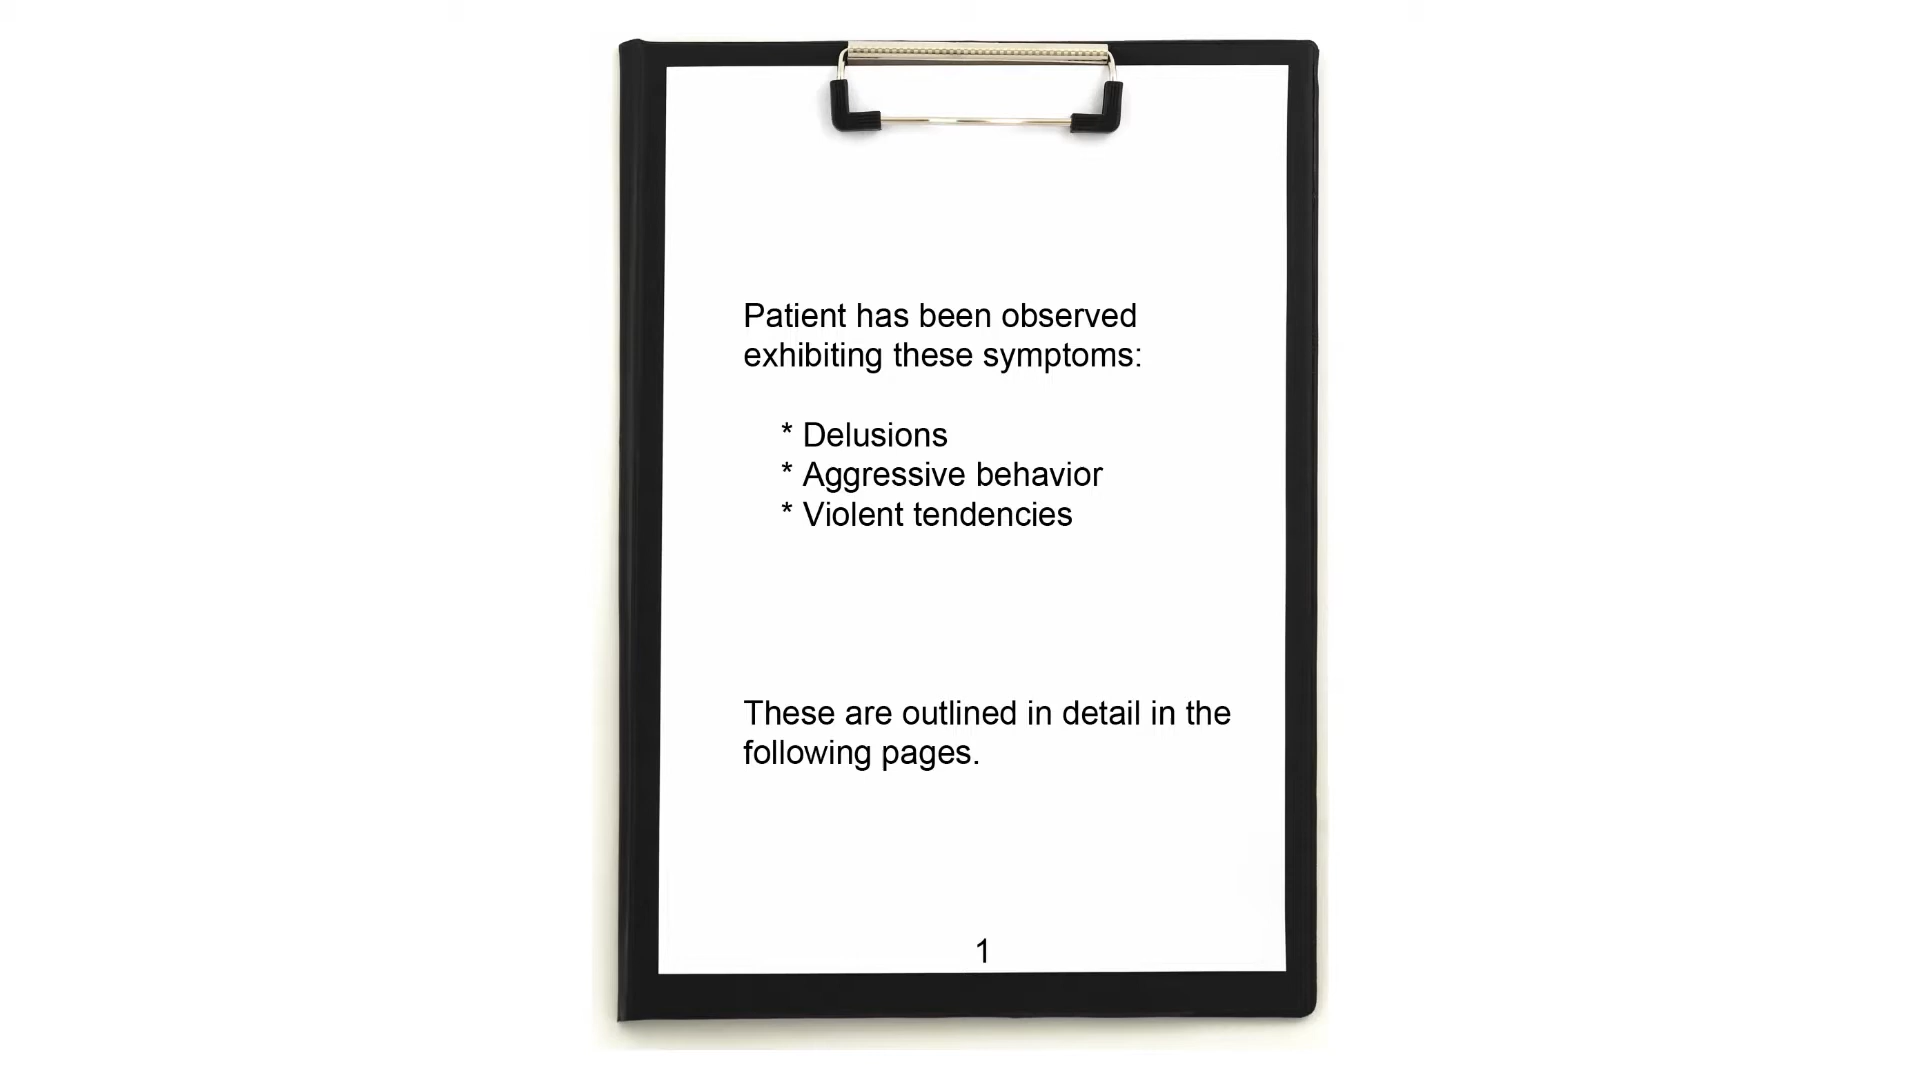 Patient has been observed
exhibiting these symptoms:
* Delusions
* Aggressive behavior
* Violent tendencies
These are outlined in detail in the
following pages.
1